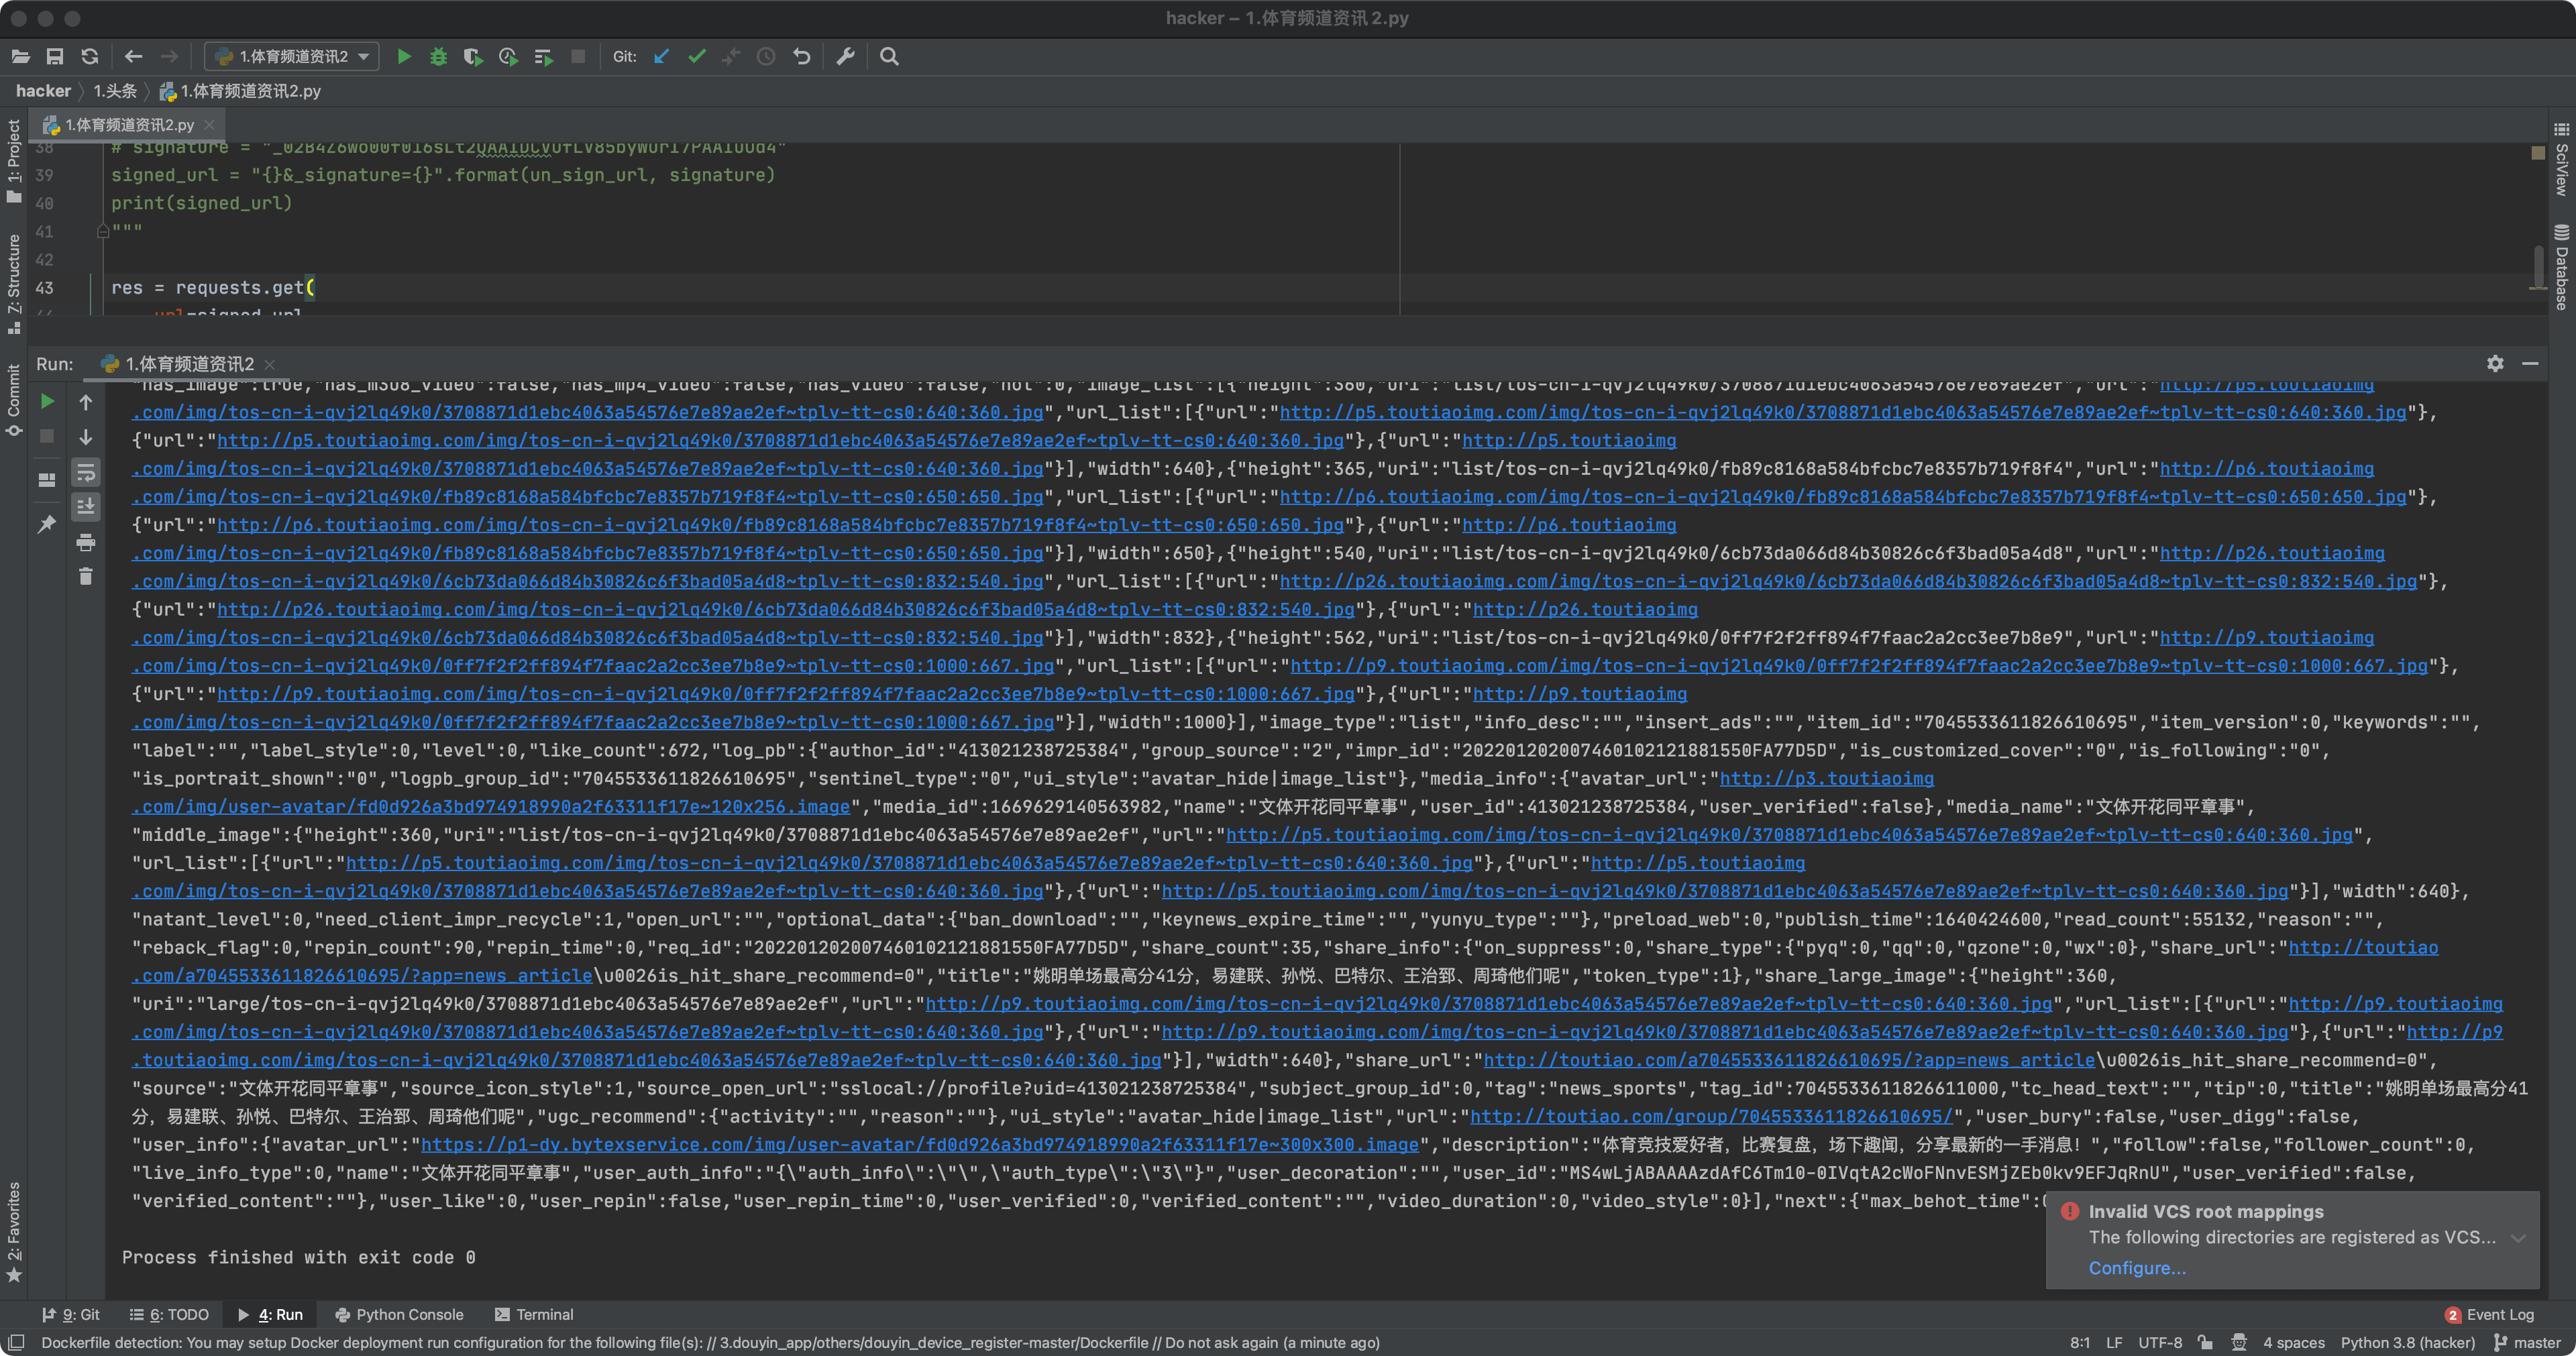 hacker – 1.体育频道资讯 2.py
1.体育频道资讯2
Git:
hacker 1.头条 1.体育频道资讯2.py
1: Project
Z: Structure
Commit
2: Favorites
SciView
Database
1.体育频道资讯2.py
38
39 signed_url = "{}&_signature={}".format(un_sign_url, signature)
40 print(signed_url)
41 """
42
43 res = requests.get(
Run: 1.体育频道资讯2
"has_image":true,"has_m3u8_video":false,"has_mp4_video":false,"has_video":false,"hot":0,"image_list":[{"height":360,"uri":"list/tos-cn-i-qvj2lq49k0/3708871d1ebc4063a54576e7e89ae2ef","url":"http://p5.toutiaoimg
.com/img/tos-cn-i-qvj2lq49k0/3708871d1ebc4063a54576e7e89ae2ef~tplv-tt-cs0:640:360.jpg","url_list":[{"url":"http://p5.toutiaoimg.com/img/tos-cn-i-qvj2lq49k0/3708871d1ebc4063a54576e7e89ae2ef~tplv-tt-cs0:640:360.jpg"},
{"url":"http://p5.toutiaoimg.com/img/tos-cn-i-qvj2lq49k0/3708871d1ebc4063a54576e7e89ae2ef~tplv-tt-cs0:640:360.jpg"},{"url":"http://p5.toutiaoimg
.com/img/tos-cn-i-qvj2lq49k0/3708871d1ebc4063a54576e7e89ae2ef~tplv-tt-cs0:640:360.jpg"}],"width":640},{"height":365,"uri":"list/tos-cn-i-qvj2lq49k0/fb89c8168a584bfcbc7e8357b719f8f4","url":"http://p6.toutiaoimg
.com/img/tos-cn-i-qvj2lq49k0/fb89c8168a584bfcbc7e8357b719f8f4~tplv-tt-cs0:650:650.jpg","url_list":[{"url":"http://p6.toutiaoimg.com/img/tos-cn-i-qvj2lq49k0/fb89c8168a584bfcbc7e8357b719f8f4~tplv-tt-cs0:650:650.jpg"},
{"url":"http://p6.toutiaoimg.com/img/tos-cn-i-qvj2lq49k0/fb89c8168a584bfcbc7e8357b719f8f4~tplv-tt-cs0:650:650.jpg"},{"url":"http://p6.toutiaoimg
.com/img/tos-cn-i-qvj2lq49k0/fb89c8168a584bfcbc7e8357b719f8f4~tplv-tt-cs0:650:650.jpg"}],"width":650},{"height":540,"uri":"list/tos-cn-i-qvj2lq49k0/6cb73da066d84b30826c6f3bad05a4d8","url":"http://p26.toutiaoimg
.com/img/tos-cn-i-qvj2lq49k0/6cb73da066d84b30826c6f3bad05a4d8~tplv-tt-cs0:832:540.jpg","url_list":[{"url":"http://p26.toutiaoimg.com/img/tos-cn-i-qvj2lq49k0/6cb73da066d84b30826c6f3bad05a4d8~tplv-tt-cs0:832:540.jpg"},
{"url":"http://p26.toutiaoimg.com/img/tos-cn-i-qvj2lq49k0/6cb73da066d84b30826c6f3bad05a4d8~tplv-tt-cs0:832:540.jpg"},{"url":"http://p26.toutiaoimg
.com/img/tos-cn-i-qvj2lq49k0/6cb73da066d84b30826c6f3bad05a4d8~tplv-tt-cs0:832:540.jpg"}],"width":832},{"height":562,"uri":"list/tos-cn-i-qvj2lq49k0/0ff7f2f2ff894f7faac2a2cc3ee7b8e9","url":"http://p9.toutiaoimg
.com/img/tos-cn-i-qvj2lq49k0/0ff7f2f2ff894f7faac2a2cc3ee7b8e9~tplv-tt-cs0:1000:667.jpg","url_list":[{"url":"http://p9.toutiaoimg.com/img/tos-cn-i-qvj2lq49k0/0ff7f2f2ff894f7faac2a2cc3ee7b8e9~tplv-tt-cs0:1000:667.jpg"},
{"url":"http://p9.toutiaoimg.com/img/tos-cn-i-qvj2lq49k0/0ff7f2f2ff894f7faac2a2cc3ee7b8e9~tplv-tt-cs0:1000:667.jpg"},{"url":"http://p9.toutiaoimg
.com/img/tos-cn-i-qvj2lq49k0/0ff7f2f2ff894f7faac2a2cc3ee7b8e9~tplv-tt-cs0:1000:667.jpg"}],"width":1000}],"image_type":"list","info_desc":"","insert_ads":"","item_id":"7045533611826610695","item_version":0,"keywords":"",
"label":"","label_style":0,"level":0,"like_count":672,"log_pb":{"author_id":"413021238725384","group_source":"2","impr_id":"202201202007460102121881550FA77D5D","is_customized_cover":"0","is_following":"0",
"is_portrait_shown":"0","logpb_group_id":"7045533611826610695","sentinel_type":"0","ui_style":"avatar_hide|image_list"},"media_info":{"avatar_url":"http://p3.toutiaoimg
.com/img/user-avatar/fd0d926a3bd974918990a2f63311f17e~120x256.image","media_id":1669629140563982,"name":"文体开花同平章事","user_id":413021238725384,"user_verified":false},"media_name":"文体开花同平章事",
"middle_image":{"height":360,"uri":"list/tos-cn-i-qvj2lq49k0/3708871d1ebc4063a54576e7e89ae2ef","url":"http://p5.toutiaoimg.com/img/tos-cn-i-qvj2lq49k0/3708871d1ebc4063a54576e7e89ae2ef~tplv-tt-cs0:640:360.jpg",
"url_list":[{"url":"http://p5.toutiaoimg.com/img/tos-cn-i-qvj2lq49k0/3708871d1ebc4063a54576e7e89ae2ef~tplv-tt-cs0:640:360.jpg"},{"url":"http://p5.toutiaoimg
.com/img/tos-cn-i-qvj2lq49k0/3708871d1ebc4063a54576e7e89ae2ef~tplv-tt-cs0:640:360.jpg"},{"url":"http://p5.toutiaoimg.com/img/tos-cn-i-qvj2lq49k0/3708871d1ebc4063a54576e7e89ae2ef~tplv-tt-cs0:640:360.jpg"}],"width":640},
"natant_level":0,"need_client_impr_recycle":1,"open_url":"","optional_data":{"ban_download":"","keynews_expire_time":"","yunyu_type":""},"preload_web":0,"publish_time":1640424600,"read_count":55132,"reason":"",
"reback_flag":0,"repin_count":90,"repin_time":0,"req_id":"202201202007460102121881550FA77D5D","share_count":35,"share_info":{"on_suppress":0,"share_type":{"pyq":0,"qq":0,"qzone":0,"wx":0},"share_url":"http://toutiao
.com/a7045533611826610695/?app=news_article\u0026is_hit_share_recommend=0","title":"姚明单场最高分41分，易建联、孙悦、巴特尔、王治郅、周琦他们呢","token_type":1},"share_large_image":{"height":360,
"uri":"large/tos-cn-i-qvj2lq49k0/3708871d1ebc4063a54576e7e89ae2ef","url":"http://p9.toutiaoimg.com/img/tos-cn-i-qvj2lq49k0/3708871d1ebc4063a54576e7e89ae2ef~tplv-tt-cs0:640:360.jpg","url_list":[{"url":"http://p9.toutiaoimg
.com/img/tos-cn-i-qvj2lq49k0/3708871d1ebc4063a54576e7e89ae2ef~tplv-tt-cs0:640:360.jpg"},{"url":"http://p9.toutiaoimg.com/img/tos-cn-i-qvj2lq49k0/3708871d1ebc4063a54576e7e89ae2ef~tplv-tt-cs0:640:360.jpg"},{"url":"http://p9
.toutiaoimg.com/img/tos-cn-i-qvj2lq49k0/3708871d1ebc4063a54576e7e89ae2ef~tplv-tt-cs0:640:360.jpg"}],"width":640},"share_url":"http://toutiao.com/a7045533611826610695/?app=news_article\u0026is_hit_share_recommend=0",
"source":"文体开花同平章事","source_icon_style":1,"source_open_url":"sslocal://profile?uid=413021238725384","subject_group_id":0,"tag":"news_sports","tag_id":7045533611826611000,"tc_head_text":"","tip":0,"title":"姚明单场最高分41
分，易建联、孙悦、巴特尔、王治郅、周琦他们呢","ugc_recommend":{"activity":"","reason":""},"ui_style":"avatar_hide|image_list","url":"http://toutiao.com/group/7045533611826610695/","user_bury":false,"user_digg":false,
"user_info":{"avatar_url":"https://p1-dy.bytexservice.com/img/user-avatar/fd0d926a3bd974918990a2f63311f17e~300x300.image","description":"体育竞技爱好者，比赛复盘，场下趣闻，分享最新的一手消息！","follow":false,"follower_count":0,
"live_info_type":0,"name":"文体开花同平章事","user_auth_info":"{\"auth_info\":\"\",\"auth_type\":\"3\"}","user_decoration":"","user_id":"MS4wLjABAAAAzdAfC6Tm10-0IVqtA2cWoFNnvESMjZEb0kv9EFJqRnU","user_verified":false,
"verified_content":""},"user_like":0,"user_repin":false,"user_repin_time":0,"user_verified":0,"verified_content":"","video_duration":0,"video_style":0}],"next":{"max_behot_time":
Process finished with exit code 0
Invalid VCS root mappings
The following directories are registered as VCS...
Configure...
9: Git 6: TODO 4: Run Python Console Terminal 2 Event Log
Dockerfile detection: You may setup Docker deployment run configuration for the following file(s): // 3.douyin_app/others/douyin_device_register-master/Dockerfile // Do not ask again (a minute ago) 8:1 LF UTF-8 4 spaces Python 3.8 (hacker) master